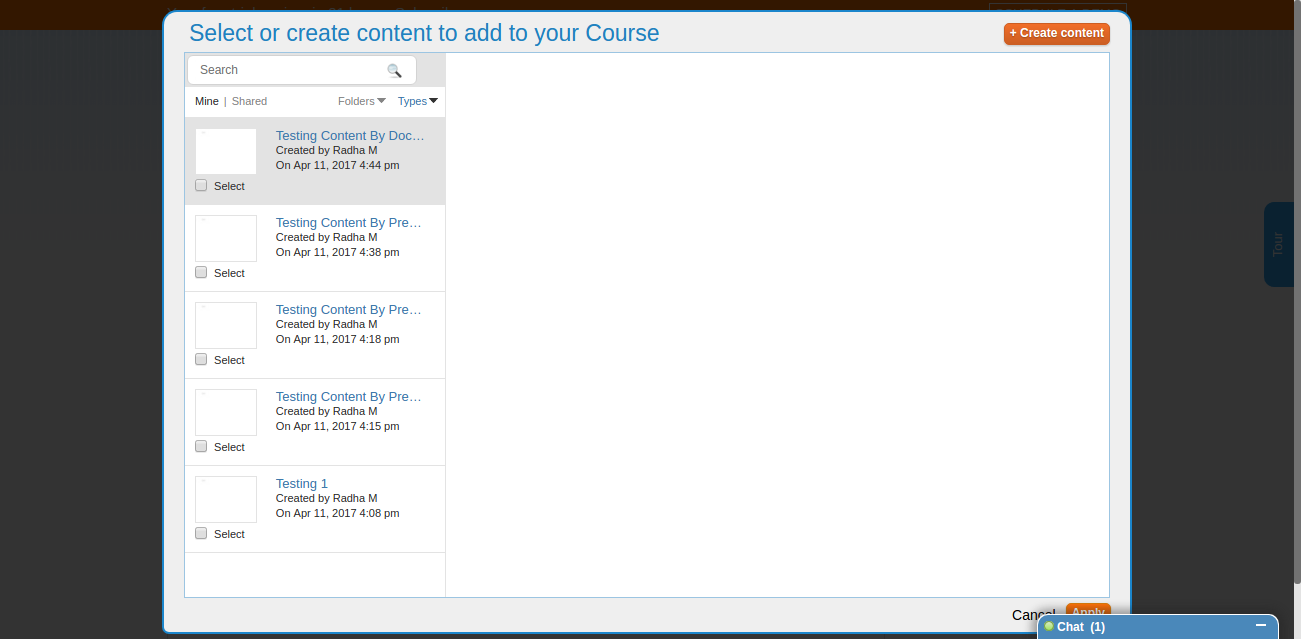 Select or create content to add to your Course
+ Create content
Search
Mine | Shared
Folders
Types
Testing Content By Doc…
Created by Radha M
On Apr 11, 2017 4:44 pm
Select
Testing Content By Pre…
Created by Radha M
On Apr 11, 2017 4:38 pm
Select
Testing Content By Pre…
Created by Radha M
On Apr 11, 2017 4:18 pm
Select
Testing Content By Pre…
Created by Radha M
On Apr 11, 2017 4:15 pm
Select
Testing 1
Created by Radha M
On Apr 11, 2017 4:08 pm
Select
Tour
Cancel
Apply
Chat (1)